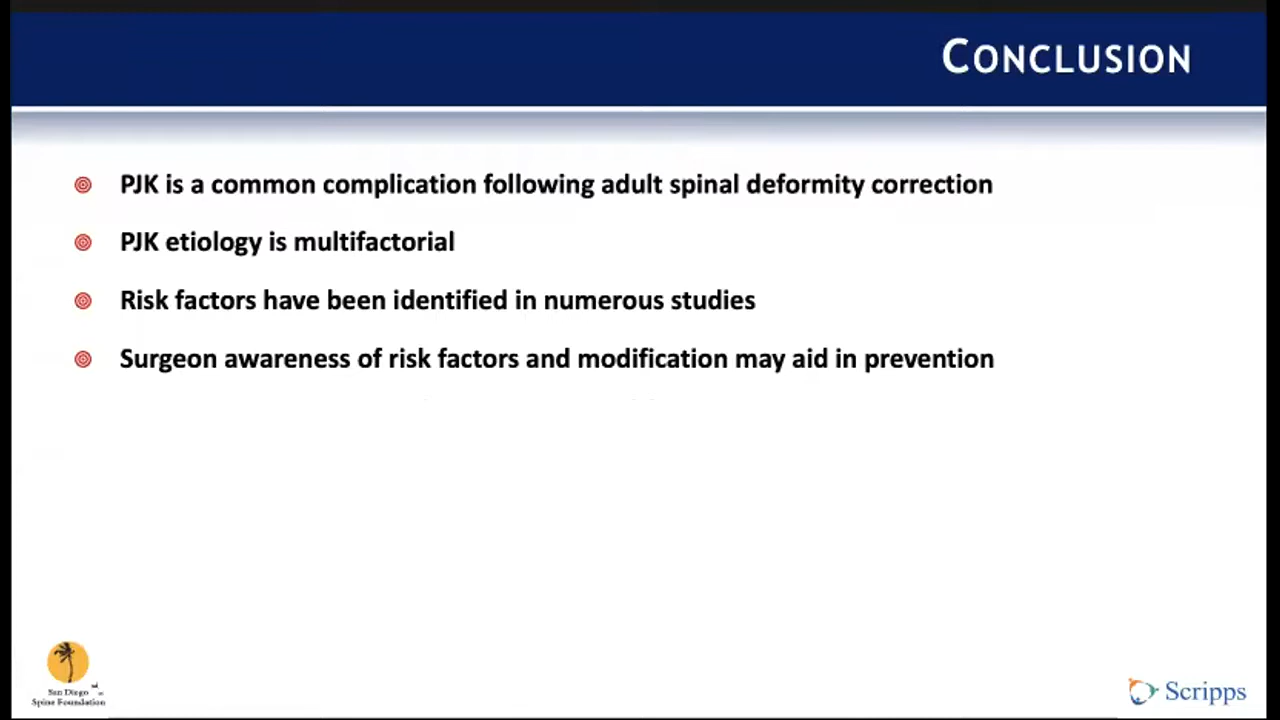 CONCLUSION
PJK is a common complication following adult spinal deformity correction
PJK etiology is multifactorial
Risk factors have been identified in numerous studies
Surgeon awareness of risk factors and modification may aid in prevention
San Diego
Spine Foundation
Scripps